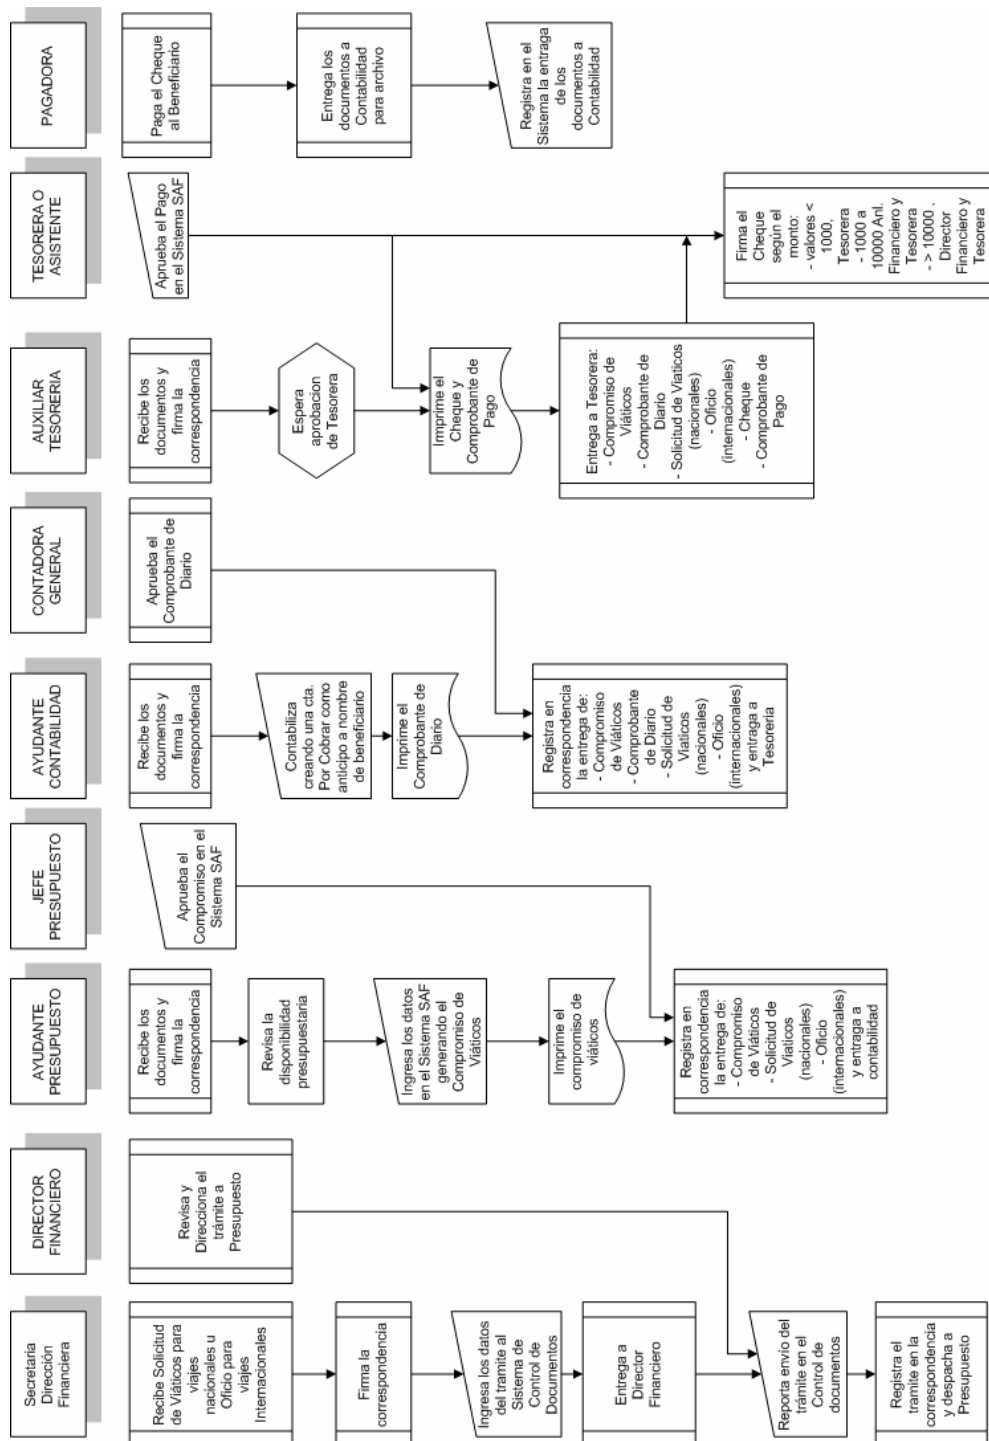 Secretaria
Dirección
Financiera
Recibe Solicitud
de Viáticos para
viajes
nacionales u
Oficio para
viajes
Internacionales
Firma la
correspondencia
Ingresa los datos
del tramite al
Sistema de
Control de
Documentos
Entrega a
Director
Financiero
Reporta envío del
trámite en el
Control de
documentos
Registra el
tramite en la
correspondencia
y despacha a
Presupuesto
DIRECTOR
FINANCIERO
Revisa y
Direcciona el
trámite a
Presupuesto
AYUDANTE
PRESUPUESTO
Recibe los
documentos y
firma la
correspondencia
Revisa la
disponibilidad
presupuestaria
Ingresa los datos
en el Sistema SAF
generando el
Compromiso de
Viáticos
Imprime el
compromiso de
viáticos
Registra en
correspondencia
la entrega de:
- Compromiso
de Viáticos
- Solicitud de
Viaticos
(nacionales)
- Oficio
(internacionales)
y entraga a
contabilidad
JEFE
PRESUPUESTO
Aprueba el
Compromiso en el
Sistema SAF
AYUDANTE
CONTABILIDAD
Recibe los
documentos y
firma la
correspondencia
Contabiliza
creando una cta.
Por Cobrar como
anticipo a nombre
de beneficiario
Imprime el
Comprobante de
Diario
Registra en
correspondencia
la entrega de:
- Compromiso
de Viáticos
- Comprobante
de Diario
- Solicitud de
Viaticos
(nacionales)
- Oficio
(internacionales)
y entraga a
Tesorería
CONTADORA
GENERAL
Aprueba el
Comprobante de
Diario
AUXILIAR
TESORERIA
Recibe los
documentos y
firma la
correspondencia
Espera
aprobacion
de Tesorera
Imprime el
Cheque y
Comprobante de
Pago
Entrega a Tesorera:
- Compromiso de
Viáticos
- Comprobante de
Diario
- Solicitud de Viaticos
(nacionales)
- Oficio
(internacionales)
- Cheque
- Comprobante de
Pago
TESORERA O
ASISTENTE
Aprueba el Pago
en el Sistema SAF
Firma el
Cheque
según el
monto:
- valores <
1000,
Tesorera
- 1000 a
10000 Anl.
Financiero y
Tesorera
- > 10000 .
Director
Financiero y
Tesorera
PAGADORA
Paga el Cheque
al Beneficiario
Entrega los
documentos a
Contabilidad
para archivo
Registra en el
Sistema la entraga
de los
documentos a
Contabilidad